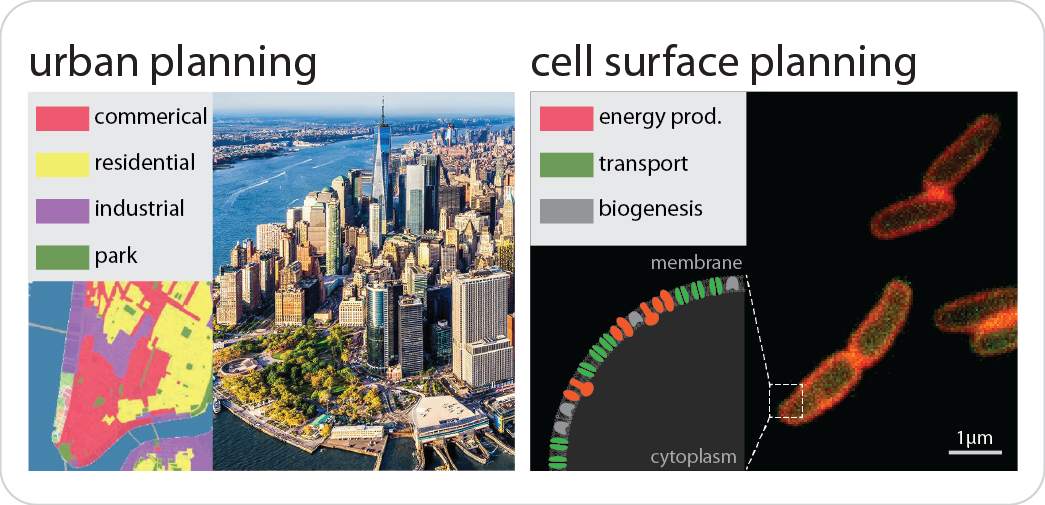 urban planning
commerical
residential
industrial
park
cell surface planning
energy prod.
transport
biogenesis
membrane
cytoplasm
1μm